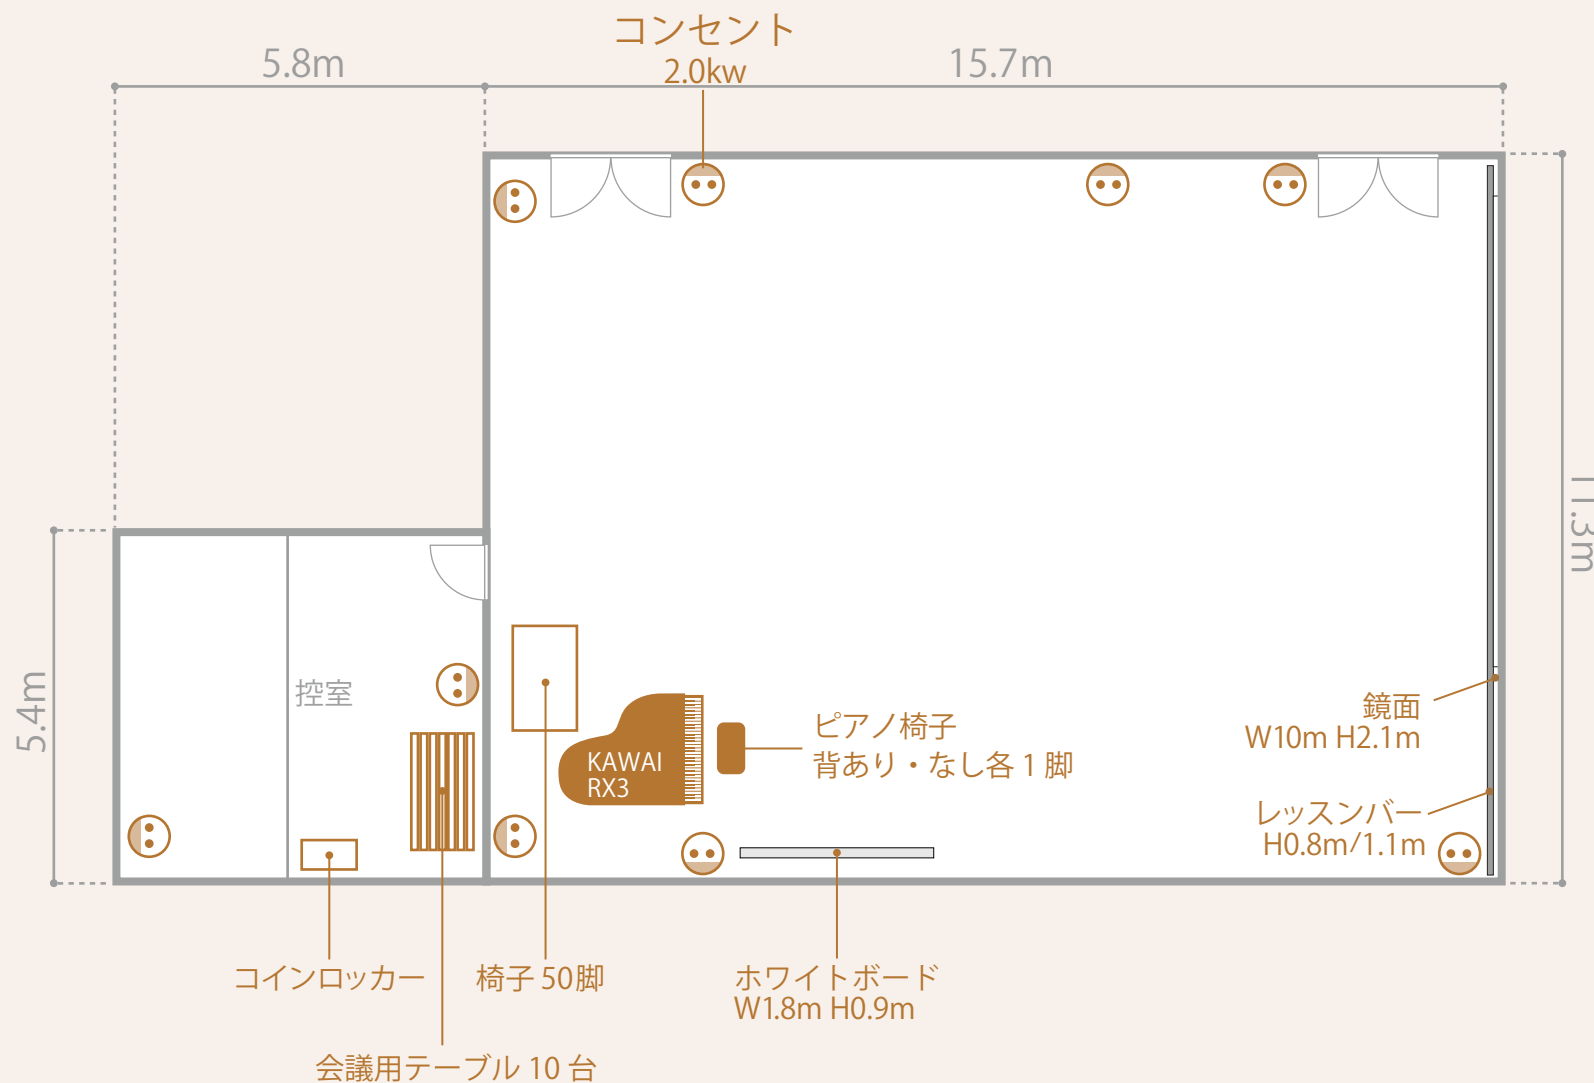 コンセント
2.0kw
5.8m
15.7m
11.3m
5.4m
控室
KAWAI
RX3
ピアノ椅子
背あり・なし各 1 脚
鏡面
W10m H2.1m
レッスンバー
H0.8m/1.1m
コインロッカー
椅子 50脚
ホワイトボード
W1.8m H0.9m
会議用テーブル 10 台